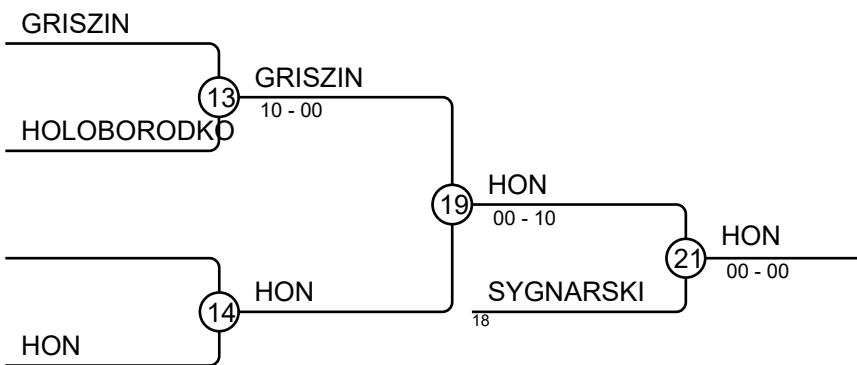 GRISZIN
13
GRISZIN
10 - 00
HOLOBORODKO
19
HON
00 - 10
21
HON
00 - 00
14
HON
SYGNARSKI
18
HON